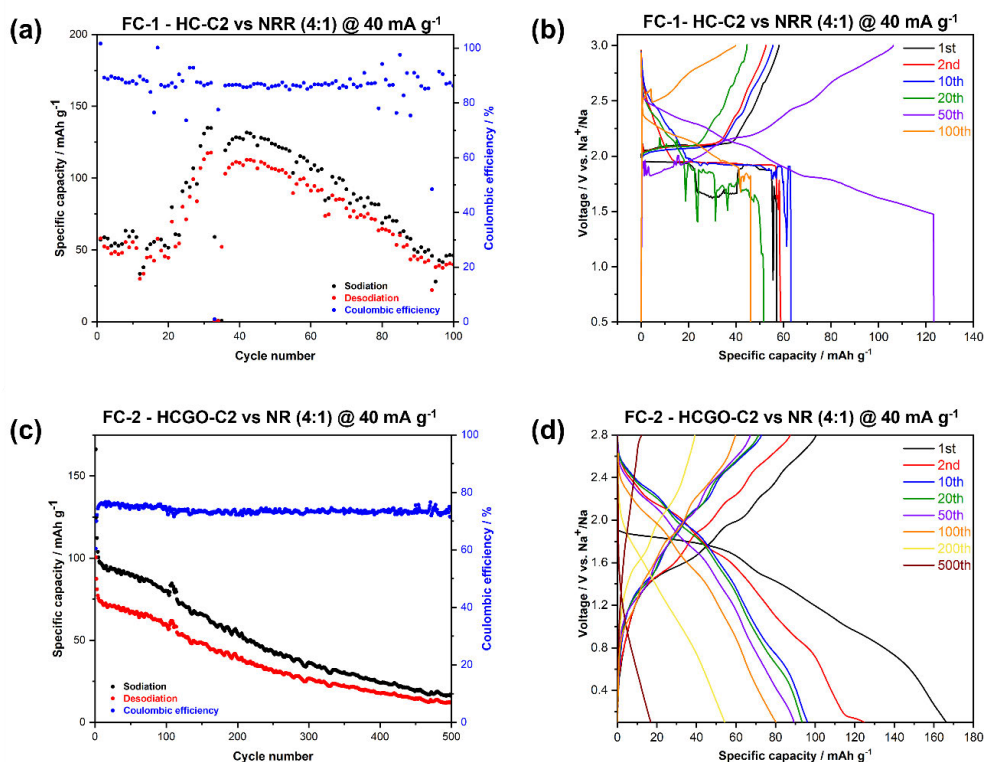 (a)
FC-1 - HC-C2 vs NRR (4:1) @ 40 mA g⁻¹
200
150
100
50
0
0
20
40
60
80
100
100
80
60
40
20
0
Specific capacity / mAh g⁻¹
Coulombic efficiency / %
Cycle number
Sodiation
Desodiation
Coulombic efficiency
(b)
FC-1- HC-C2 vs NRR (4:1) @ 40 mA g⁻¹
3.0
2.5
2.0
1.5
1.0
0.5
0
20
40
60
80
100
120
140
Voltage / V vs. Na⁺/Na
Specific capacity / mAh g⁻¹
1st
2nd
10th
20th
50th
100th
(c)
FC-2 - HCGO-C2 vs NR (4:1) @ 40 mA g⁻¹
150
100
50
0
0
100
200
300
400
500
100
80
60
40
20
0
Specific capacity / mAh g⁻¹
Coulombic efficiency / %
Cycle number
Sodiation
Desodiation
Coulombic efficiency
(d)
FC-2 - HCGO-C2 vs NR (4:1) @ 40 mA g⁻¹
2.8
2.4
2.0
1.6
1.2
0.8
0.4
0
20
40
60
80
100
120
140
160
180
Voltage / V vs. Na⁺/Na
Specific capacity / mAh g⁻¹
1st
2nd
10th
20th
50th
100th
200th
500th